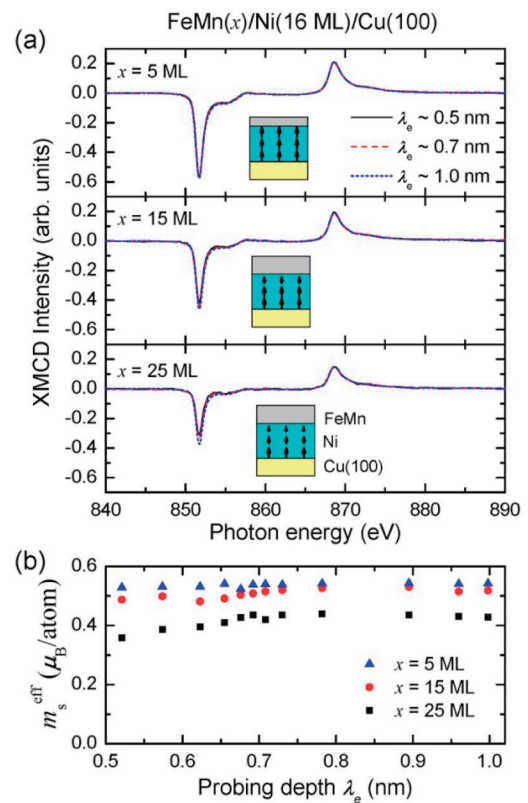 FeMn(x)/Ni(16 ML)/Cu(100)
(a)
x = 5 ML
0.2
0.0
-0.2
-0.4
-0.6
λe ~ 0.5 nm
λe ~ 0.7 nm
λe ~ 1.0 nm
x = 15 ML
0.2
0.0
-0.2
-0.4
-0.6
x = 25 ML
0.2
0.0
-0.2
-0.4
-0.6
FeMn
Ni
Cu(100)
XMCD Intensity (arb. units)
840 850 860 870 880 890
Photon energy (eV)
(b)
0.6
0.4
0.2
0.0
ms^eff (μB/atom)
x = 5 ML
x = 15 ML
x = 25 ML
0.5 0.6 0.7 0.8 0.9 1.0
Probing depth λe (nm)